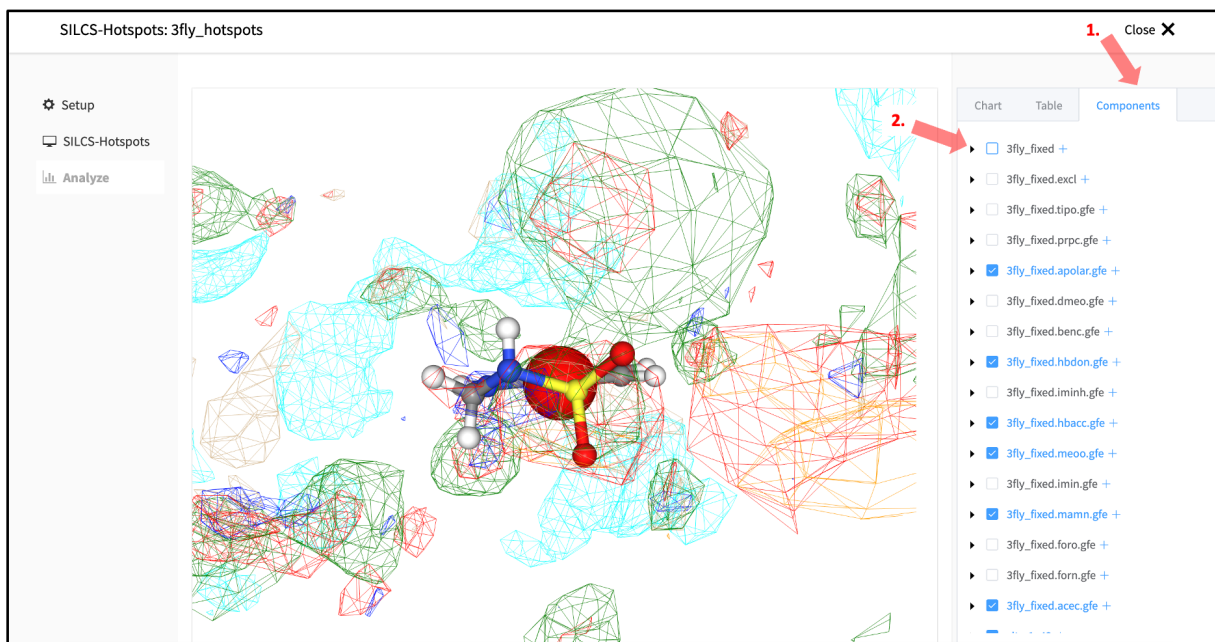 SILCS-Hotspots: 3fly_hotspots
1.
Close
Setup
SILCS-Hotspots
Analyze
Chart Table Components
2.
3fly_fixed +
3fly_fixed.excl +
3fly_fixed.tipo.gfe +
3fly_fixed.prpc.gfe +
3fly_fixed.apolar.gfe +
3fly_fixed.dmeo.gfe +
3fly_fixed.benc.gfe +
3fly_fixed.hbdon.gfe +
3fly_fixed.iminh.gfe +
3fly_fixed.hbacc.gfe +
3fly_fixed.meoo.gfe +
3fly_fixed.imin.gfe +
3fly_fixed.mamn.gfe +
3fly_fixed.foro.gfe +
3fly_fixed.forn.gfe +
3fly_fixed.acec.gfe +